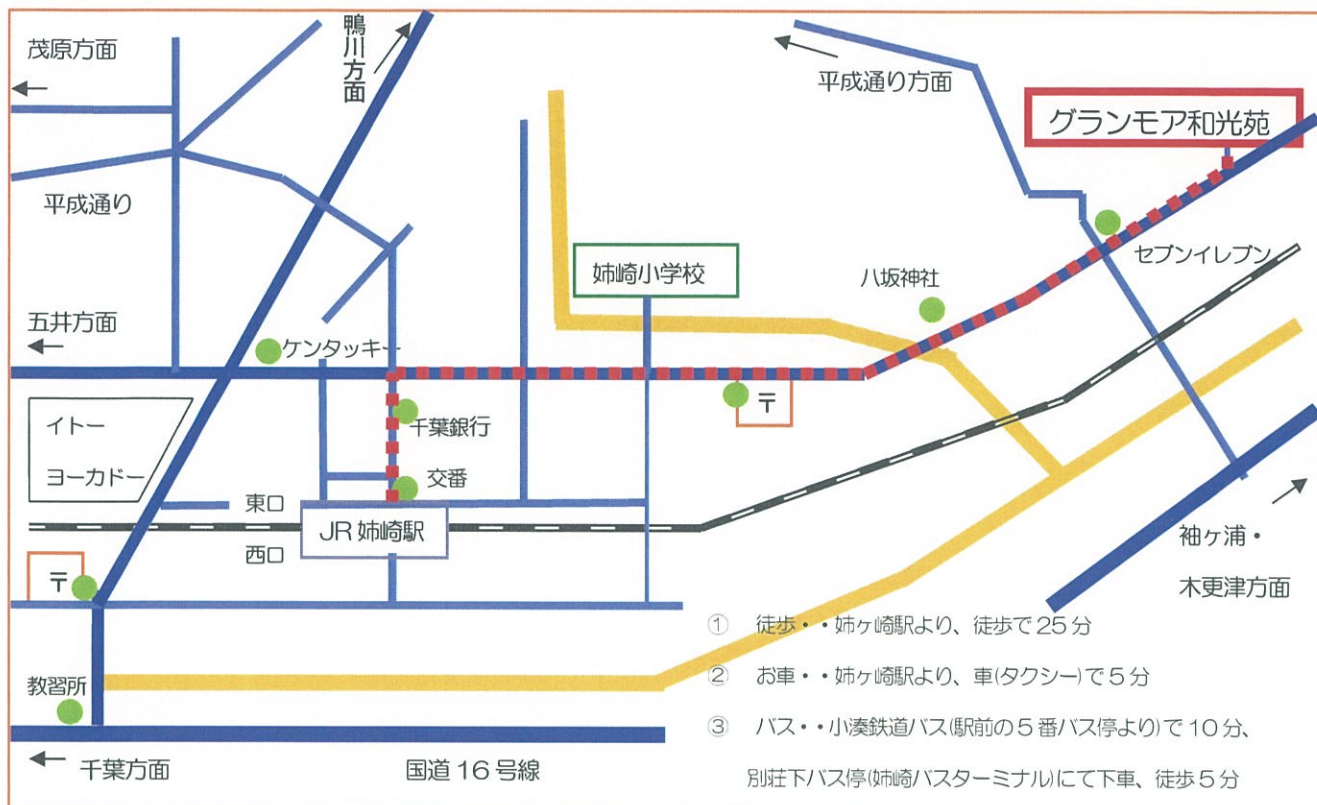 茂原方面
鴨川方面
平成通り方面
グランモア和光苑
平成通り
姉崎小学校
八坂神社
セブンイレブン
五井方面
ケンタッキー
イトー
ヨーカドー
千葉銀行
〒
交番
東口
JR 姉崎駅
西口
〒
袖ヶ浦・
木更津方面
① 徒歩・・姉ヶ崎駅より、徒歩で25分
② お車・・姉ヶ崎駅より、車(タクシー)で5分
教習所
③ バス・・小湊鉄道バス(駅前の5番バス停より)で10分、
別荘下バス停(姉崎バスターミナル)にて下車、徒歩5分
千葉方面
国道16号線